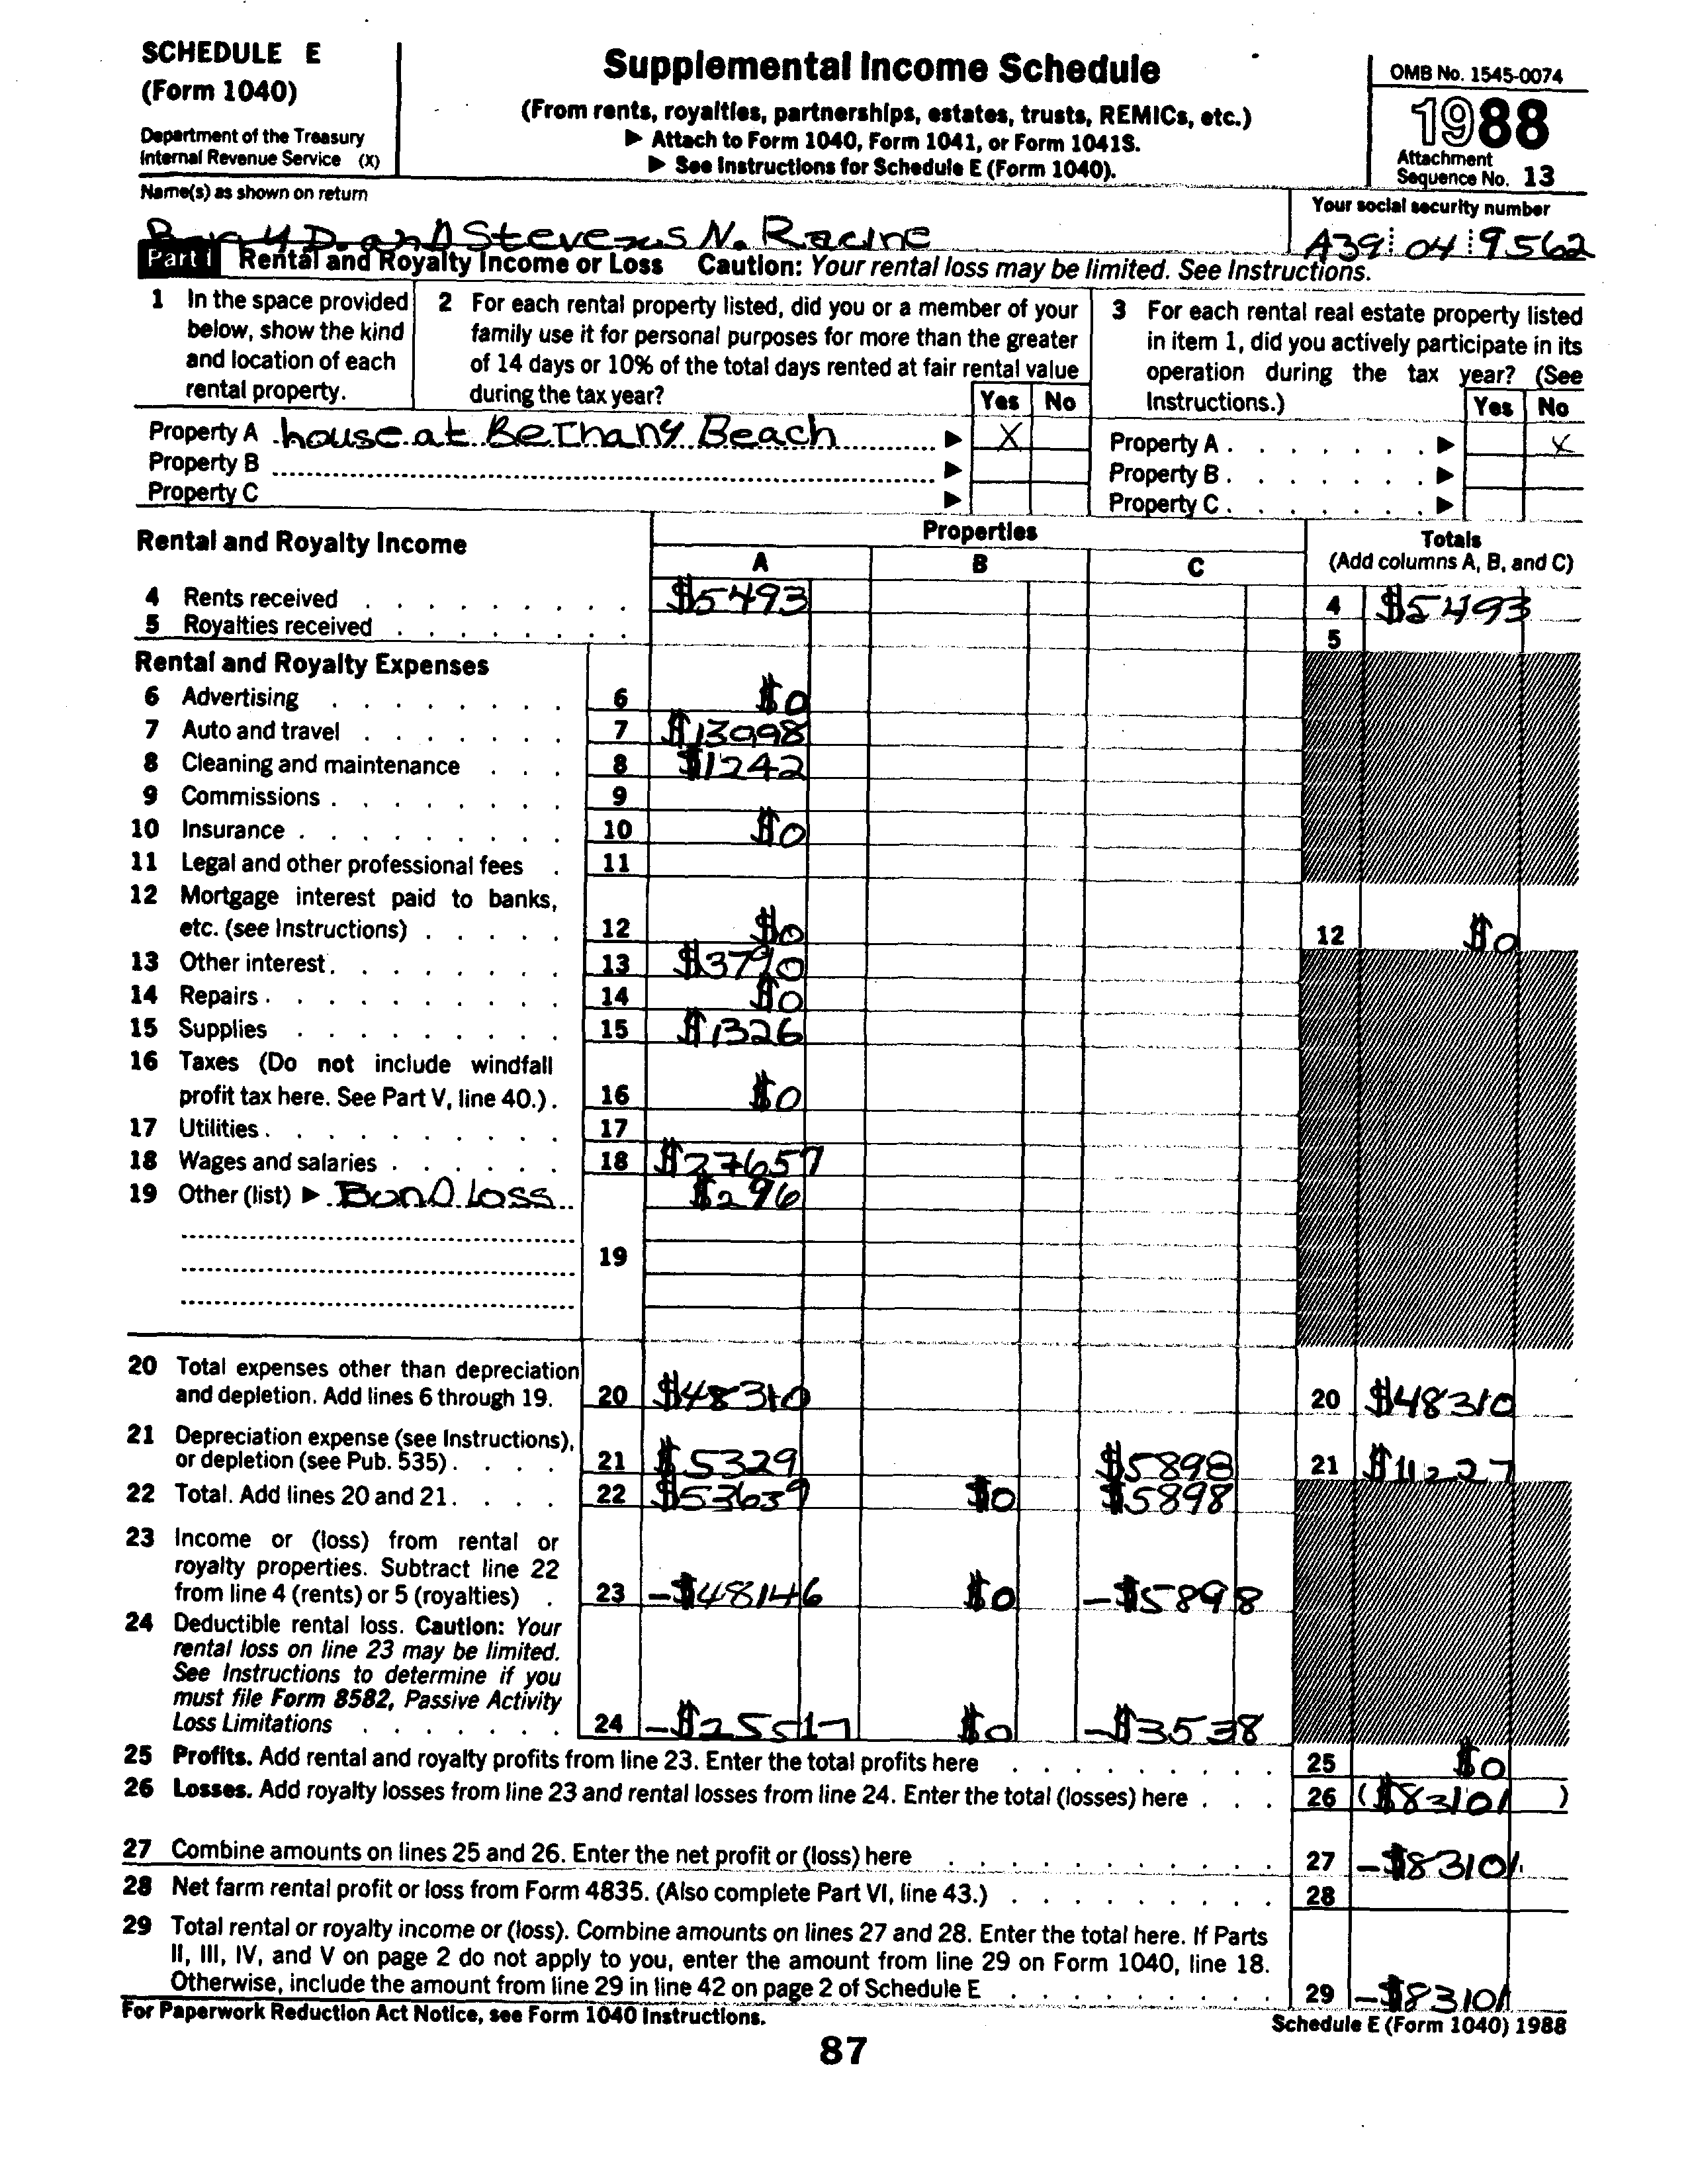 SCHEDULE E
(Form 1040)
Department of the Treasury
Internal Revenue Service (X)
Supplemental Income Schedule
(From rents, royalties, partnerships, estates, trusts, REMICs, etc.)
▶ Attach to Form 1040, Form 1041, or Form 1041S.
▶ See Instructions for Schedule E (Form 1040).
OMB No. 1545-0074
1988
Attachment
Sequence No. 13
Name(s) as shown on return
Your social security number
D. and N. Racine
A39 04 9562
Part I Rental and Royalty Income or Loss Caution: Your rental loss may be limited. See Instructions.
1 In the space provided below, show the kind and location of each rental property.
2 For each rental property listed, did you or a member of your family use it for personal purposes for more than the greater of 14 days or 10% of the total days rented at fair rental value during the tax year?
Yes No
3 For each rental real estate property listed in item 1, did you actively participate in its operation during the tax year? (See Instructions.)
Yes No
Property A house at Bethany Beach ▶ X
Property A ▶ X
Property B ▶
Property B ▶
Property C ▶
Property C ▶
Rental and Royalty Income
Properties
A B C
Totals
(Add columns A, B, and C)
4 Rents received $5493 4 $5493
5 Royalties received 5
Rental and Royalty Expenses
6 Advertising 6 $0
7 Auto and travel 7 $13998
8 Cleaning and maintenance 8 $1242
9 Commissions 9
10 Insurance 10 $0
11 Legal and other professional fees 11
12 Mortgage interest paid to banks,
etc. (see Instructions) 12 $0 12 $0
13 Other interest 13 $3790
14 Repairs 14 $0
15 Supplies 15 $1326
16 Taxes (Do not include windfall
profit tax here. See Part V, line 40.) 16 $0
17 Utilities 17
18 Wages and salaries 18 $27657
19 Other (list) ▶ Bond loss $296
19
20 Total expenses other than depreciation
and depletion. Add lines 6 through 19. 20 $48310 20 $48310
21 Depreciation expense (see Instructions),
or depletion (see Pub. 535) 21 $5329 $5898 21 $11227
22 Total. Add lines 20 and 21 22 $53639 $0 $5898
23 Income or (loss) from rental or
royalty properties. Subtract line 22
from line 4 (rents) or 5 (royalties) 23 -$48146 $0 -$5898
24 Deductible rental loss. Caution: Your
rental loss on line 23 may be limited.
See Instructions to determine if you
must file Form 8582, Passive Activity
Loss Limitations 24 -$25517 $0 -$3538
25 Profits. Add rental and royalty profits from line 23. Enter the total profits here 25 $0
26 Losses. Add royalty losses from line 23 and rental losses from line 24. Enter the total (losses) here 26 ($83101)
27 Combine amounts on lines 25 and 26. Enter the net profit or (loss) here 27 -$83101
28 Net farm rental profit or loss from Form 4835. (Also complete Part VI, line 43.) 28
29 Total rental or royalty income or (loss). Combine amounts on lines 27 and 28. Enter the total here. If Parts
II, III, IV, and V on page 2 do not apply to you, enter the amount from line 29 on Form 1040, line 18.
Otherwise, include the amount from line 29 in line 42 on page 2 of Schedule E 29 -$83101
For Paperwork Reduction Act Notice, see Form 1040 Instructions.
Schedule E (Form 1040) 1988
87